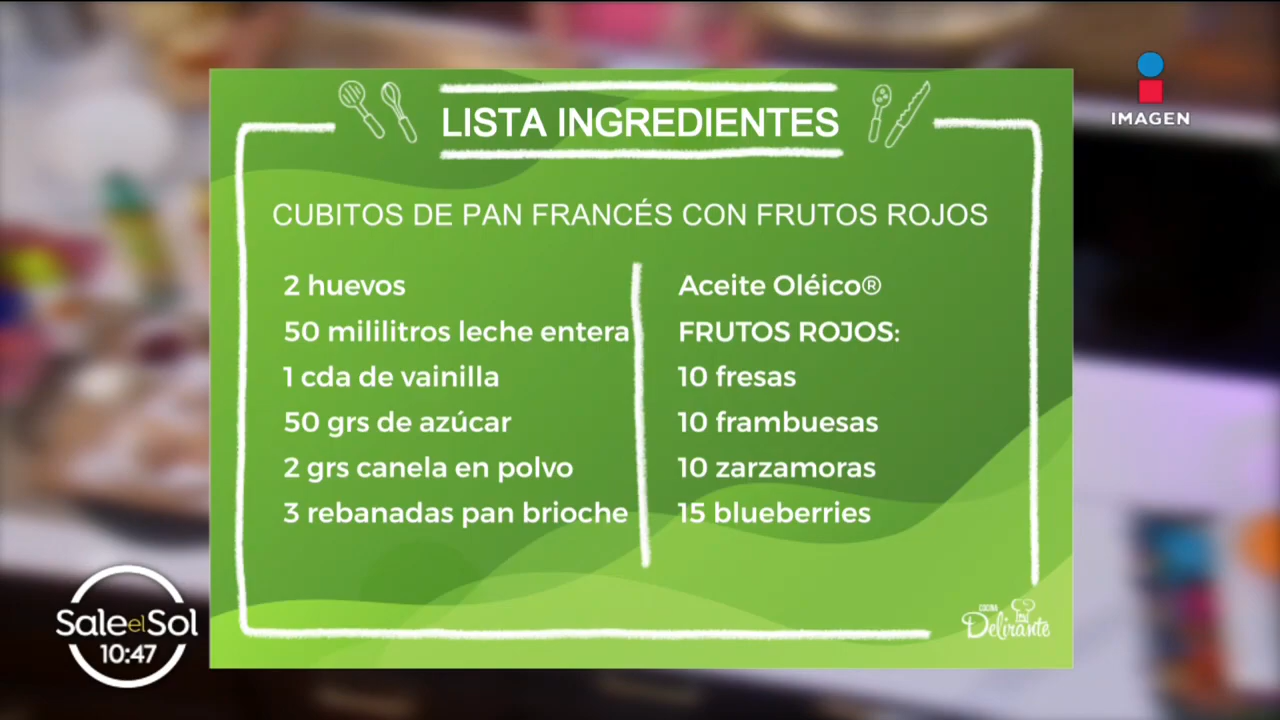 IMAGEN
LISTA INGREDIENTES
CUBITOS DE PAN FRANCÉS CON FRUTOS ROJOS
2 huevos
50 mililitros leche entera
1 cda de vainilla
50 grs de azúcar
2 grs canela en polvo
3 rebanadas pan brioche
Aceite Oléico®
FRUTOS ROJOS:
10 fresas
10 frambuesas
10 zarzamoras
15 blueberries
COCINA
Delirante
Sale el Sol
10:47